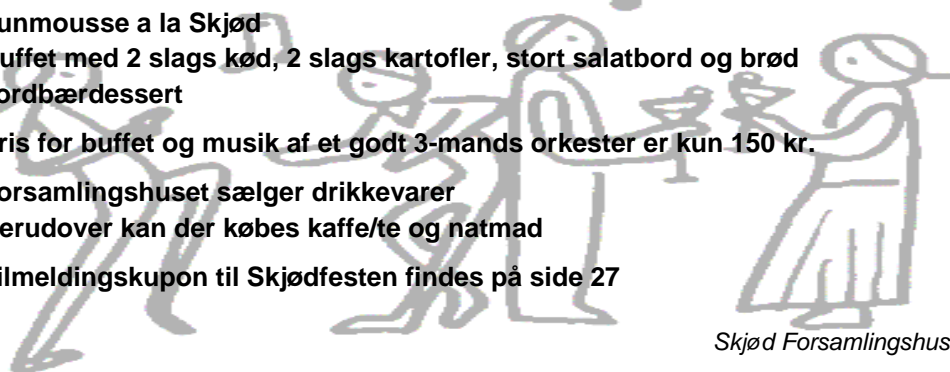 unmousse a la Skjød
uffet med 2 slags kød, 2 slags kartofler, stort salatbord og brød
ordbærdessert
ris for buffet og musik af et godt 3-mands orkester er kun 150 kr.
orsamlingshuset sælger drikkevarer
erudover kan der købes kaffe/te og natmad
ilmeldingskupon til Skjødfesten findes på side 27
Skjød Forsamlingshus